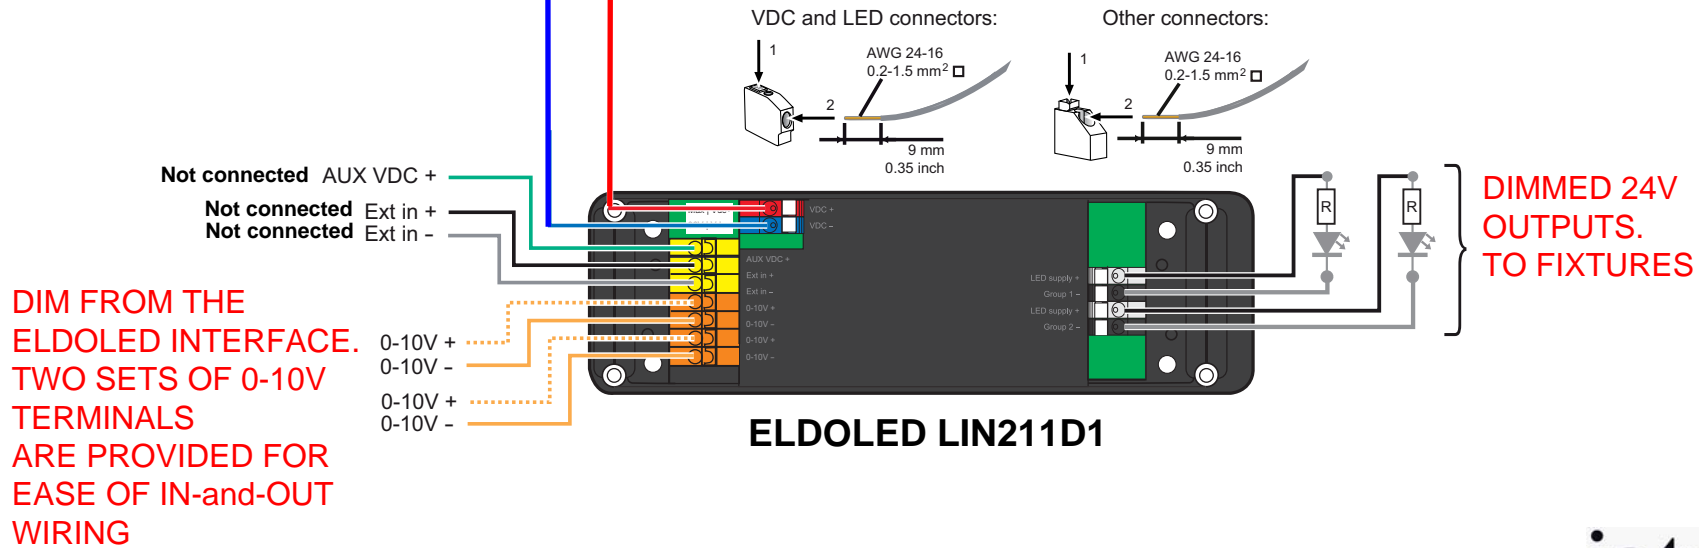 VDC and LED connectors:
Other connectors:
1
AWG 24-16
0.2-1.5 mm²
2
9 mm
0.35 inch
1
AWG 24-16
0.2-1.5 mm²
2
9 mm
0.35 inch
Not connected AUX VDC +
Not connected Ext in +
Not connected Ext in -
VDC +
VDC -
AUX VDC +
Ext in +
Ext in -
0-10V +
0-10V -
0-10V +
0-10V -
LED supply +
Group 1 -
LED supply +
Group 2 -
R
R
DIMMED 24V
OUTPUTS.
TO FIXTURES
DIM FROM THE
ELDOLED INTERFACE.
TWO SETS OF 0-10V
TERMINALS
ARE PROVIDED FOR
EASE OF IN-and-OUT
WIRING
0-10V +
0-10V -
0-10V +
0-10V -
ELDOLED LIN211D1